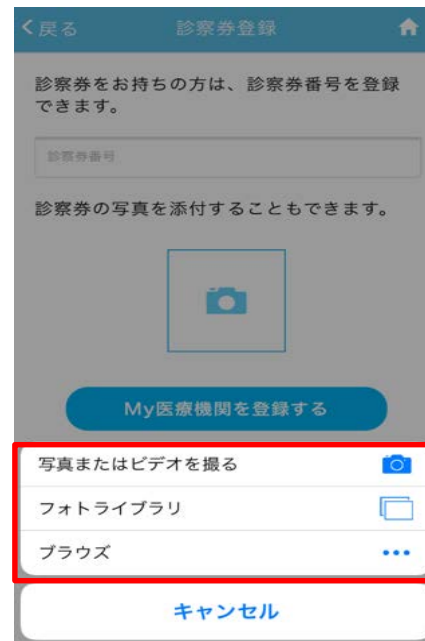 戻る 診察券登録
診察券をお持ちの方は、診察券番号を登録
できます。
診察券番号
診察券の写真を添付することもできます。
My医療機関を登録する
写真またはビデオを撮る
フォトライブラリ
ブラウズ
キャンセル